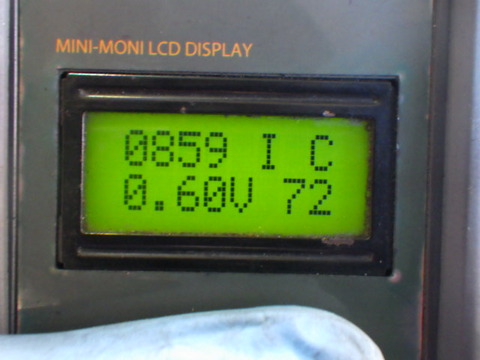 MINI-MONI LCD DISPLAY
0859 I C
0.60V 72